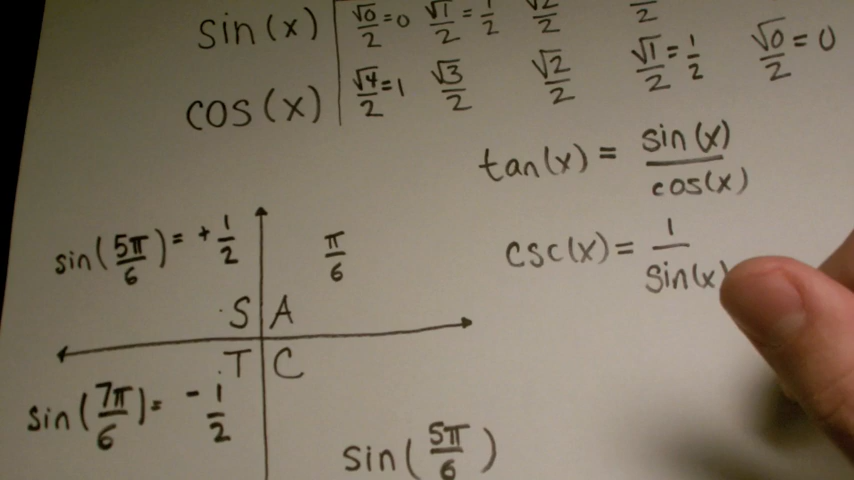 sin(x) √0/2=0 √1/2=1/2 √2/2 /2
cos(x) √4/2=1 √3/2 √2/2 √1/2=1/2 √0/2=0
tan(x) = sin(x)/cos(x)
csc(x) = 1/sin(x)
sin(5π/6) = +1/2
π/6
S A
T C
sin(7π/6) = -1/2
sin(5π/6)